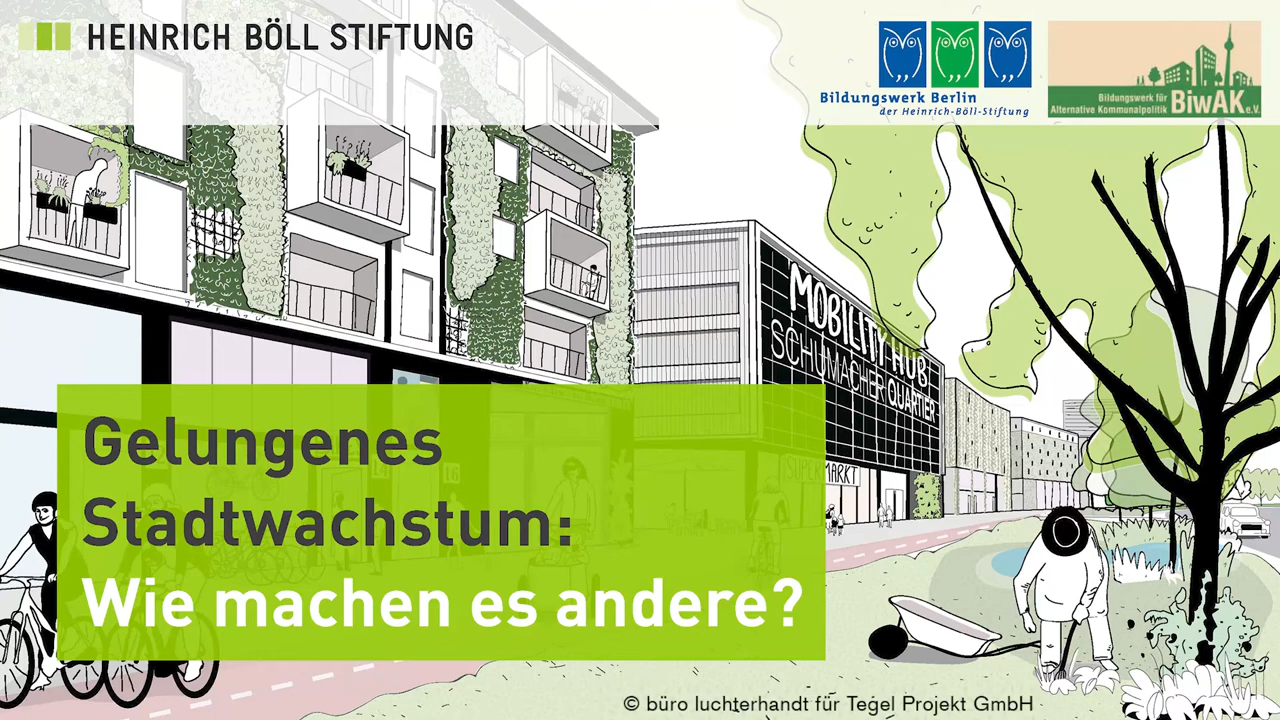 HEINRICH BÖLL STIFTUNG
Bildungswerk Berlin
der Heinrich-Böll-Stiftung
Bildungswerk für
Alternative Kommunalpolitik BiwAK e.V.
MOBILITY HUB
SCHUMACHER QUARTIER
SUPERMARKT
Gelungenes
Stadtwachstum:
Wie machen es andere?
16
© büro luchterhandt für Tegel Projekt GmbH